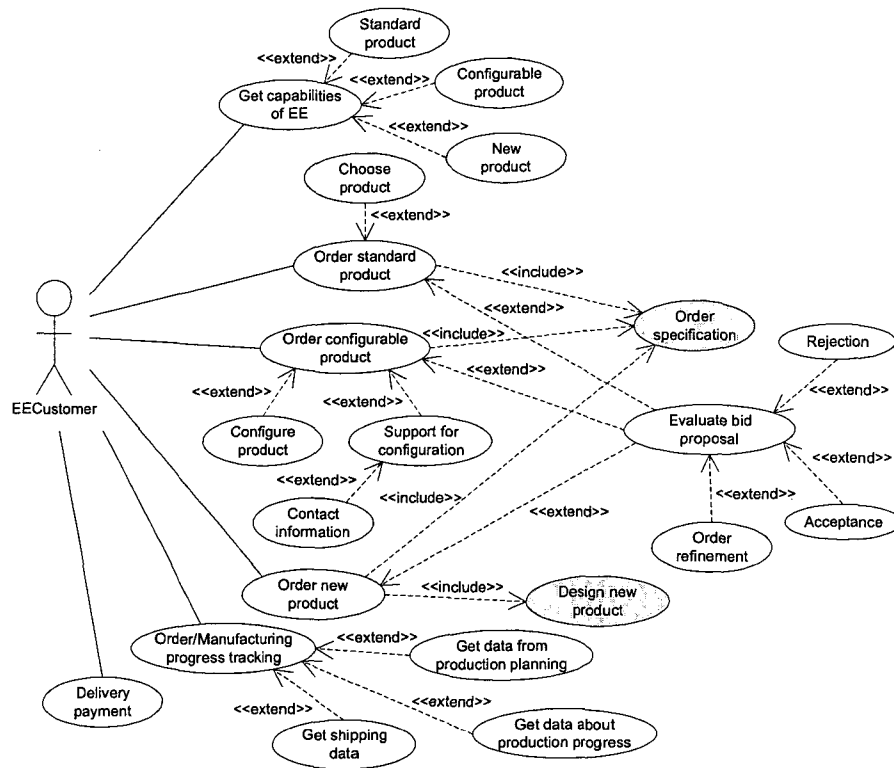 Standard
product
<<extend>>
<<extend>>
Configurable
product
Get capabilities
of EE
<<extend>>
New
product
Choose
product
<<extend>>
Order standard
product
<<include>>
<<extend>>
Order
specification
Order configurable
product
<<include>>
Rejection
<<extend>>
<<extend>>
<<extend>>
<<extend>>
EECustomer
Configure
product
Support for
configuration
Evaluate bid
proposal
<<extend>>
<<extend>>
<<include>>
<<extend>>
Contact
information
<<extend>>
Order
refinement
Acceptance
Order new
product
<<include>>
Design new
product
Order/Manufacturing
progress tracking
<<extend>>
Get data from
production planning
Delivery
payment
<<extend>>
<<extend>>
Get shipping
data
Get data about
production progress